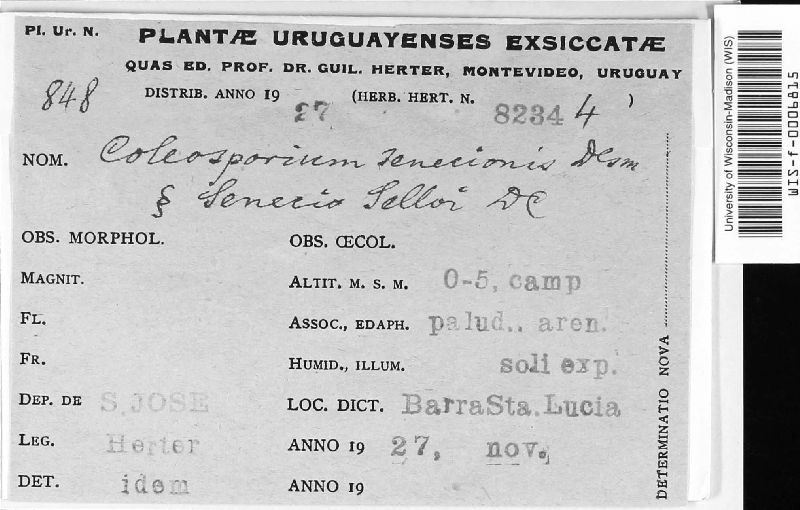 Pl. Ur. N.
PLANTÆ URUGUAYENSES EXSICCATÆ
QUAS ED. PROF. DR. GUIL. HERTER, MONTEVIDEO, URUGUAY
848 DISTRIB. ANNO 19 27 (HERB. HERT. N. 82344 )
NOM. Coleosporium senecionis Desm
§ Senecio Selloi DC
OBS. MORPHOL. OBS. ŒCOL.
MAGNIT. ALTIT. M. S. M. 0-5, camp
FL. ASSOC., EDAPH. palud., aren.
FR. HUMID., ILLUM. soli exp.
DEP. DE S. JOSE LOC. DICT. BarraSta.Lucia
LEG. Herter ANNO 19 27, nov.
DET. idem ANNO 19
DETERMINATIO NOVA
University of Wisconsin-Madison (WIS)
WIS-f-0006815